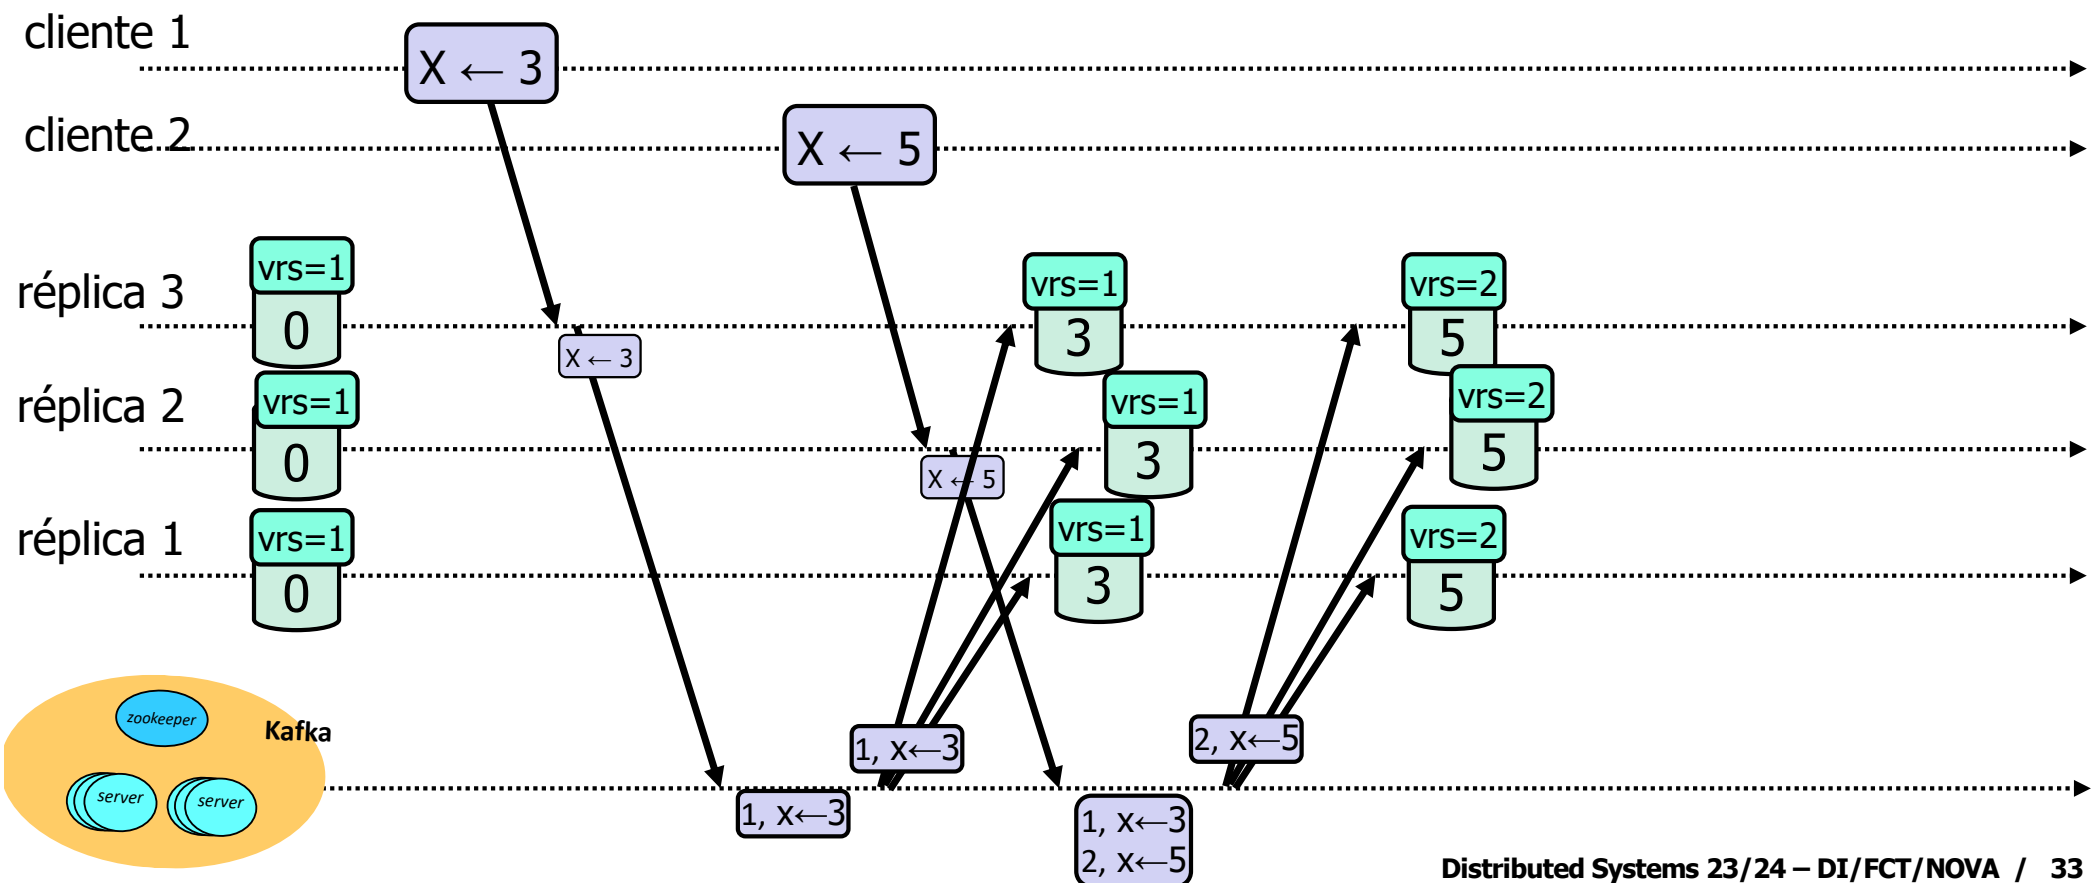 cliente 1
X ← 3
cliente 2
X ← 5
réplica 3
vrs=1
0
X ← 3
vrs=1
3
vrs=2
5
réplica 2
vrs=1
0
X ← 5
vrs=1
3
vrs=2
5
réplica 1
vrs=1
0
vrs=1
3
vrs=2
5
zookeeper
Kafka
server
server
1, x←3
1, x←3
2, x←5
1, x←3
2, x←5
Distributed Systems 23/24 – DI/FCT/NOVA / 33